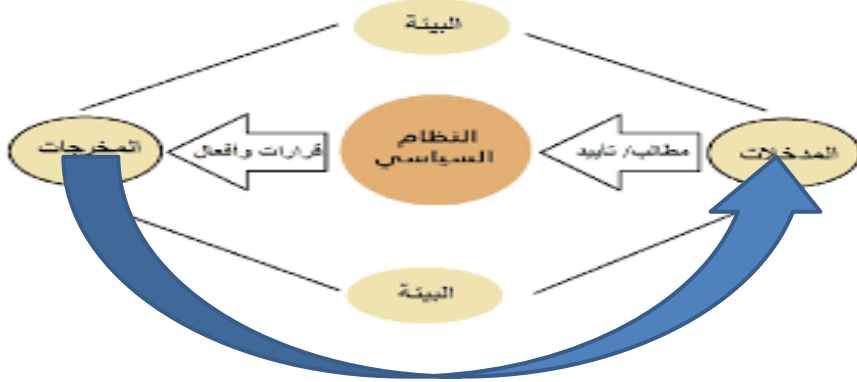 البيئة
المدخلات
مطالب/ تأييد
النظام
السياسي
قرارات وأفعال
المخرجات
البيئة